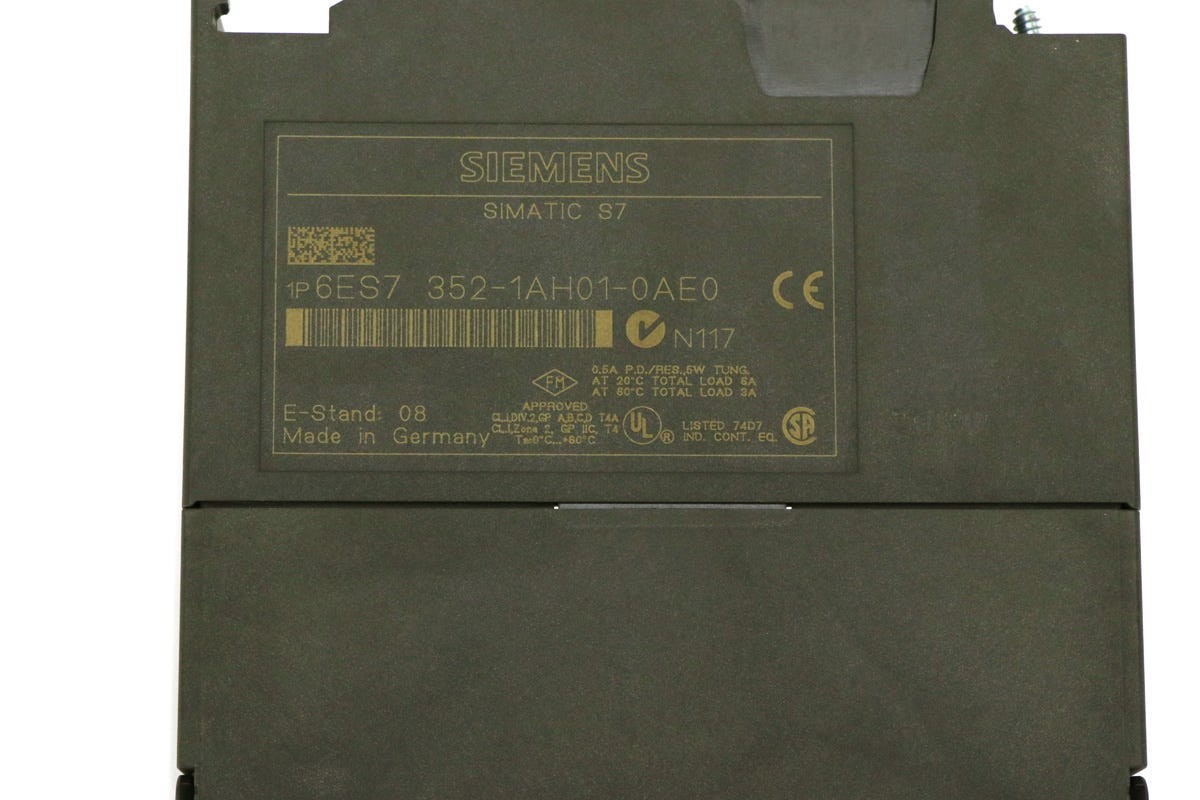 SIEMENS
SIMATIC S7
1P 6ES7 352-1AH01-0AE0
CE
N117
0.5A P.D./RES.,5W TUNG.
AT 20°C TOTAL LOAD 6A
AT 60°C TOTAL LOAD 3A
FM
APPROVED
CL.I,DIV.2,GP A,B,C,D T4A
CL.I,Zone 2, GP IIC, T4
Ta:0°C...+60°C
E-Stand: 08
Made in Germany
UL ®
LISTED 74D7
IND. CONT. EQ.
SA